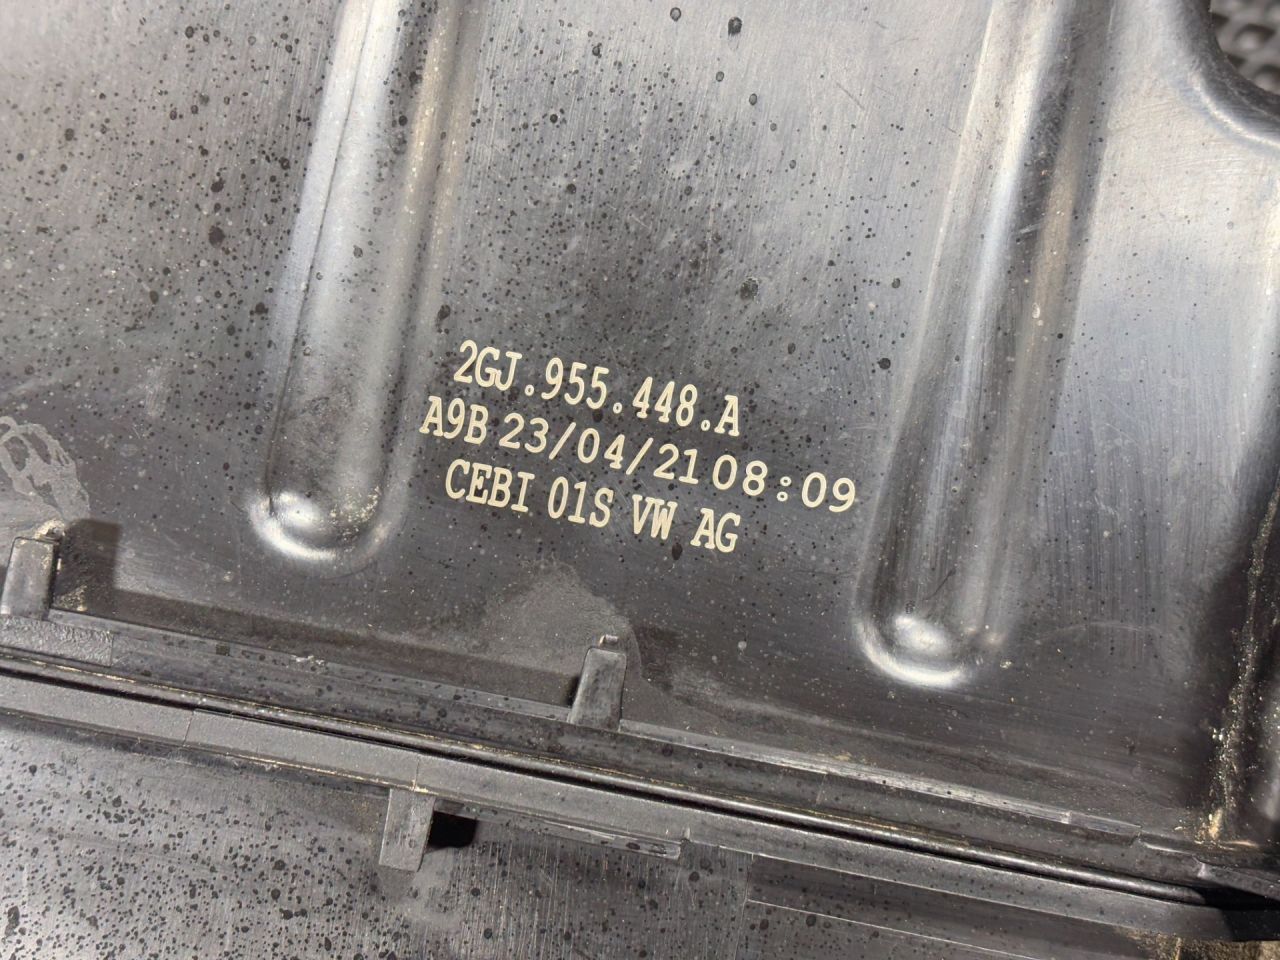 2GJ.955.448.A
A9B 23/04/21 08:09
CEBI 01S VW AG